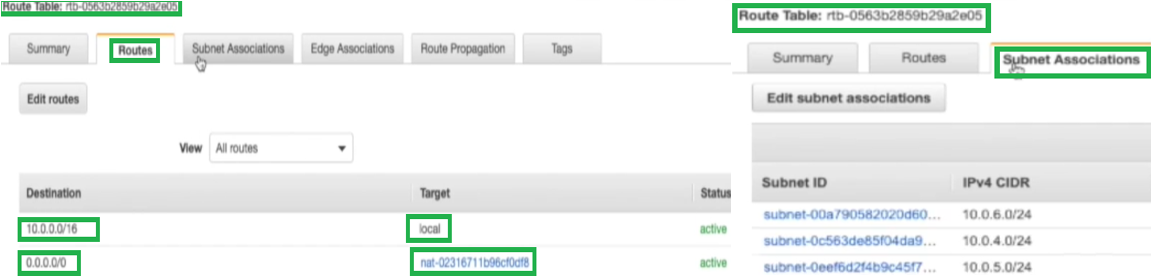 Route Table: rtb-0563b2859b29a2e05
Summary Routes Subnet Associations Edge Associations Route Propagation Tags
Edit routes
View All routes
Destination Target Status
10.0.0.0/16 local active
0.0.0.0/0 nat-02316711b96cf0df8 active
Route Table: rtb-0563b2859b29a2e05
Summary Routes Subnet Associations
Edit subnet associations
Subnet ID IPv4 CIDR
subnet-00a790582020d60... 10.0.6.0/24
subnet-0c563de85f04da9... 10.0.4.0/24
subnet-0eef6d2f4b9c45f7... 10.0.5.0/24